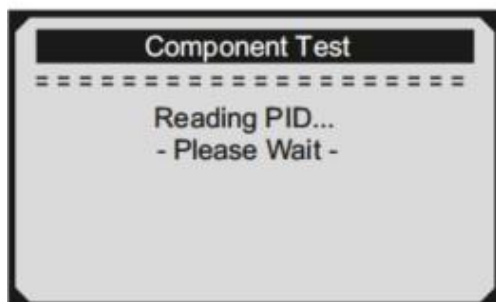 Component Test
====================
Reading PID...
- Please Wait -